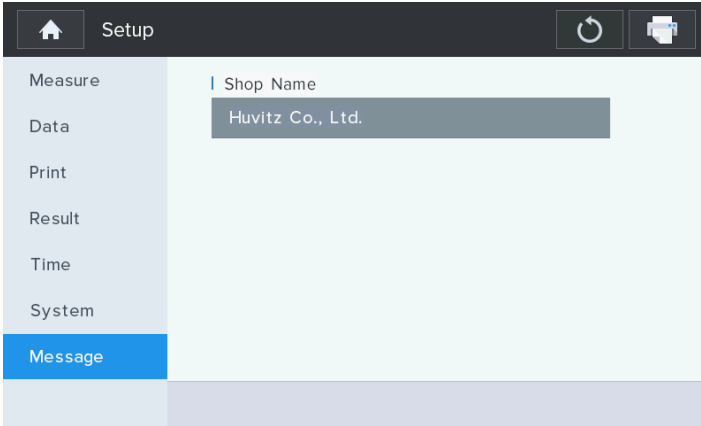 Setup
Measure
Data
Print
Result
Time
System
Message
Shop Name
Huvitz Co., Ltd.